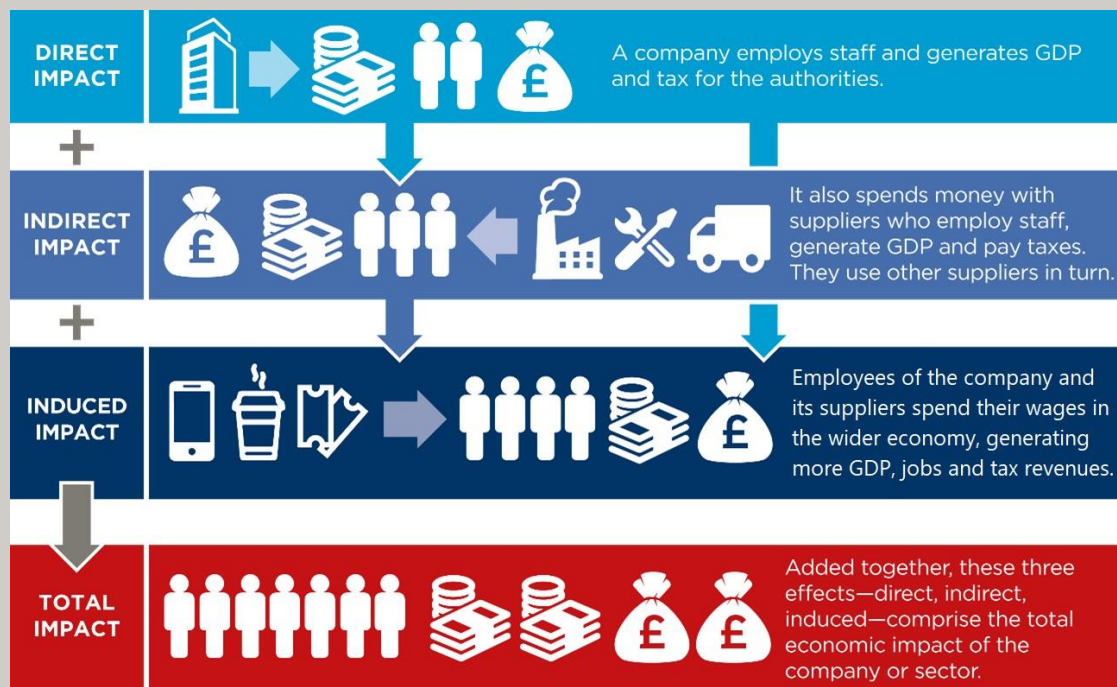 DIRECT
IMPACT
£
A company employs staff and generates GDP
and tax for the authorities.
+
INDIRECT
IMPACT
£
It also spends money with
suppliers who employ staff,
generate GDP and pay taxes.
They use other suppliers in turn.
+
INDUCED
IMPACT
£
Employees of the company and
its suppliers spend their wages in
the wider economy, generating
more GDP, jobs and tax revenues.
TOTAL
IMPACT
£ £
Added together, these three
effects—direct, indirect,
induced—comprise the total
economic impact of the
company or sector.